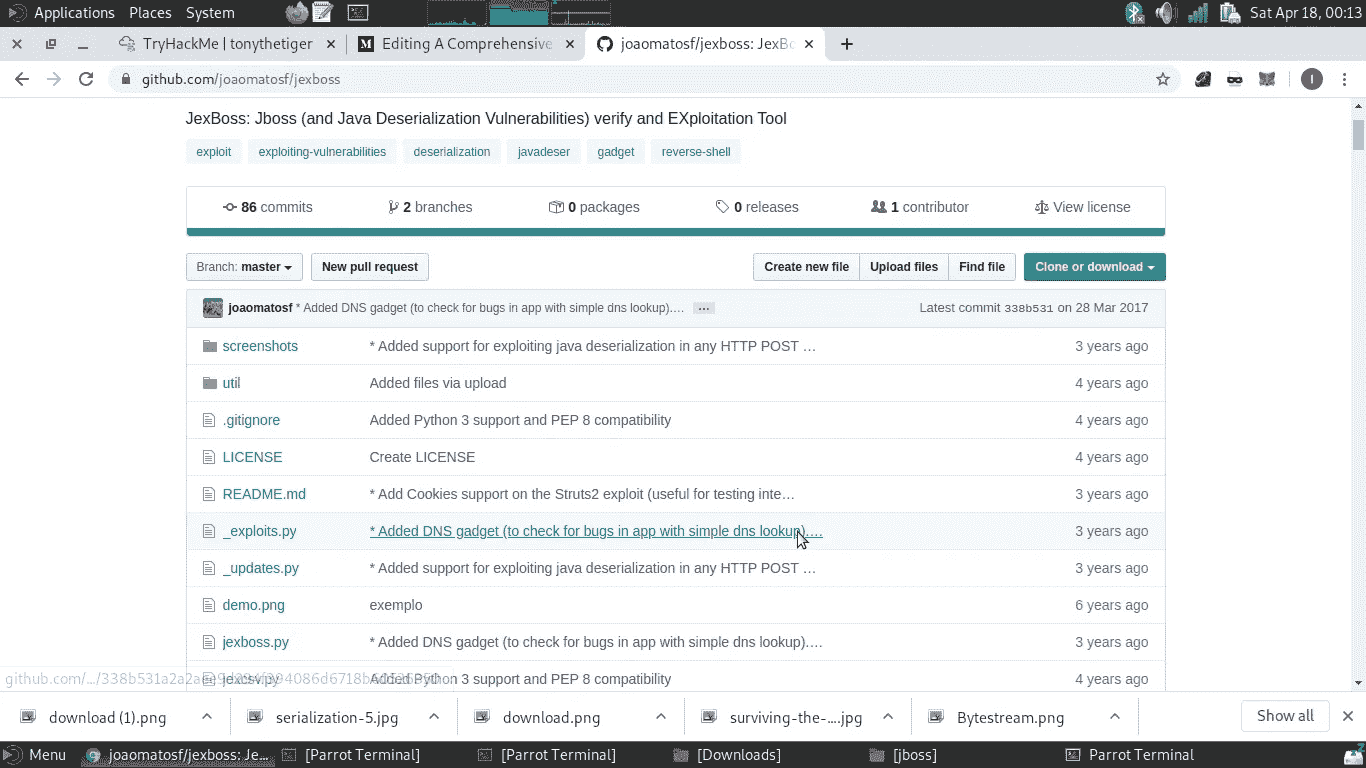 Applications Places System Sat Apr 18, 00:13
TryHackMe | tonythetiger Editing A Comprehensive joaomatosf/jexboss: JexBo
github.com/joaomatosf/jexboss I
JexBoss: Jboss (and Java Deserialization Vulnerabilities) verify and EXploitation Tool
exploit exploiting-vulnerabilities deserialization javadeser gadget reverse-shell
86 commits 2 branches 0 packages 0 releases 1 contributor View license
Branch: master New pull request Create new file Upload files Find file Clone or download
joaomatosf * Added DNS gadget (to check for bugs in app with simple dns lookup).… … Latest commit 338b531 on 28 Mar 2017
screenshots * Added support for exploiting java deserialization in any HTTP POST … 3 years ago
util Added files via upload 4 years ago
.gitignore Added Python 3 support and PEP 8 compatibility 4 years ago
LICENSE Create LICENSE 4 years ago
README.md * Add Cookies support on the Struts2 exploit (useful for testing inte… 3 years ago
_exploits.py * Added DNS gadget (to check for bugs in app with simple dns lookup).… 3 years ago
_updates.py * Added support for exploiting java deserialization in any HTTP POST … 3 years ago
demo.png exemplo 6 years ago
jexboss.py * Added DNS gadget (to check for bugs in app with simple dns lookup).… 3 years ago
jexcsv.py Added Python 3 support and PEP 8 compatibility 4 years ago
download (1).png serialization-5.jpg download.png surviving-the-....jpg Bytestream.png Show all
Menu joaomatosf/jexboss: Je... [Parrot Terminal] [Parrot Terminal] [Downloads] [jboss] Parrot Terminal